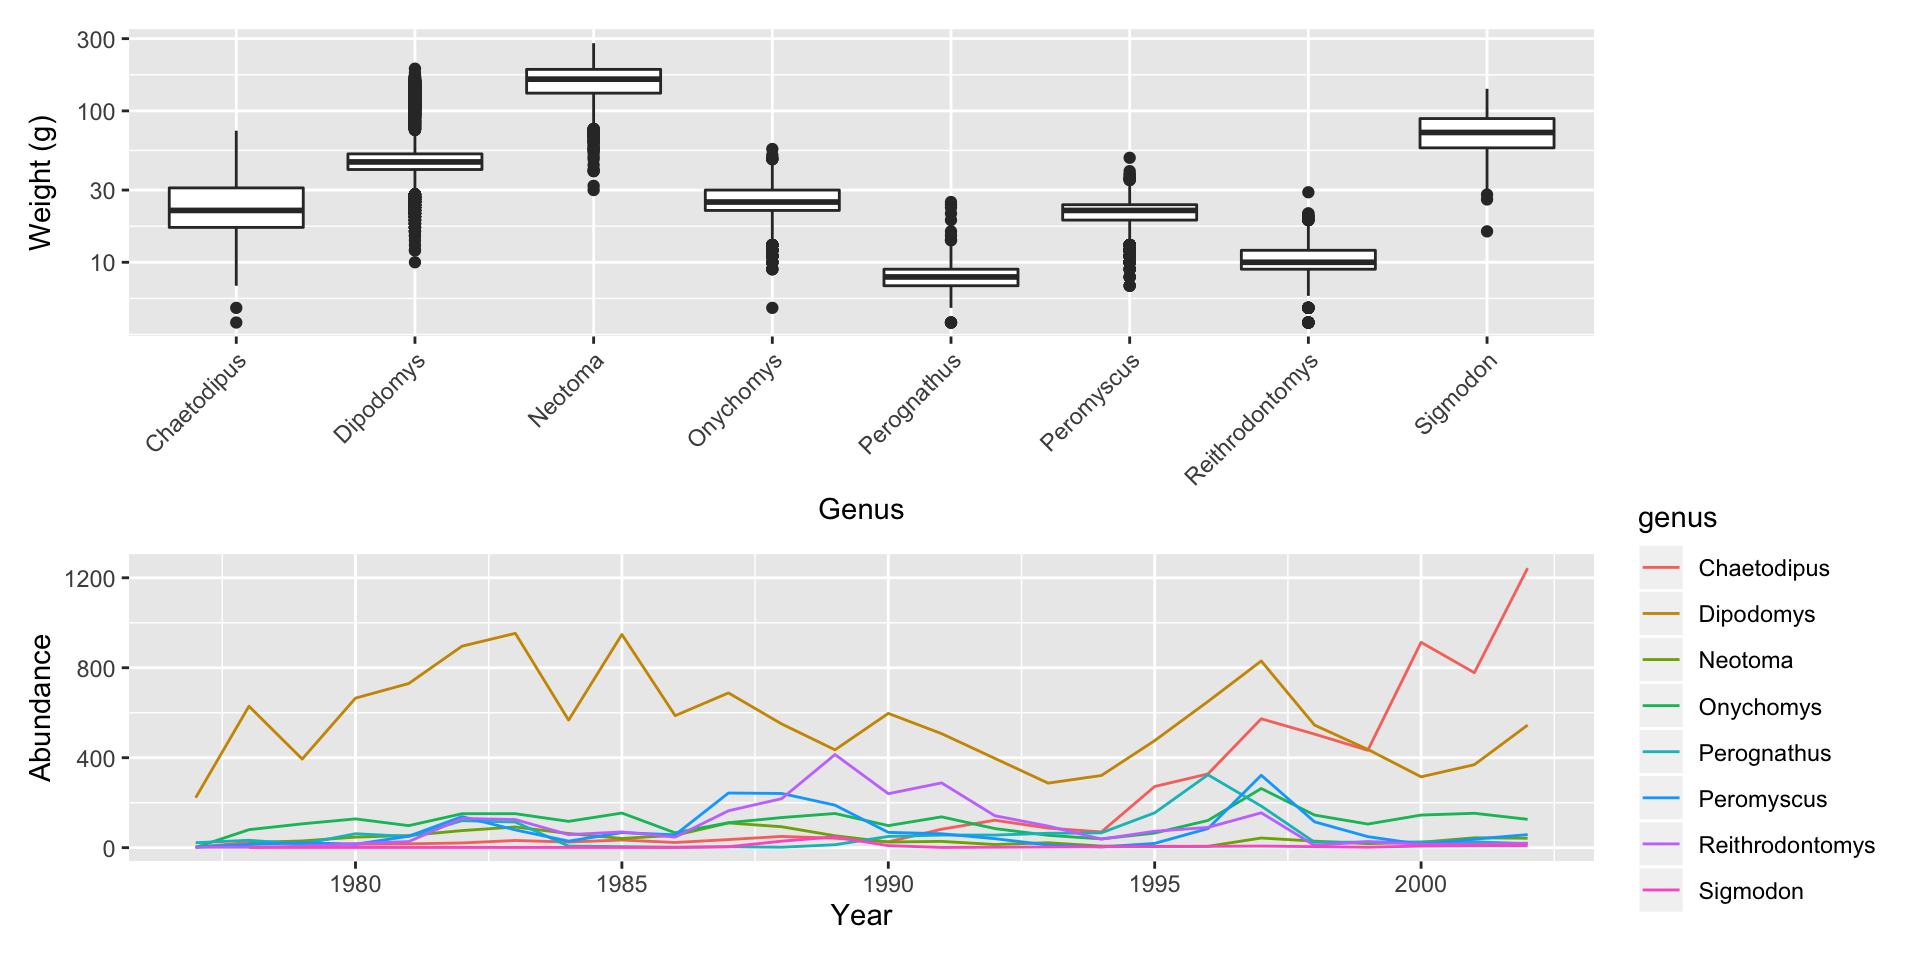 300
100
30
10
Weight (g)
Chaetodipus
Dipodomys
Neotoma
Onychomys
Perognathus
Peromyscus
Reithrodontomys
Sigmodon
Genus
1200
800
400
0
Abundance
1980
1985
1990
1995
2000
Year
genus
Chaetodipus
Dipodomys
Neotoma
Onychomys
Perognathus
Peromyscus
Reithrodontomys
Sigmodon